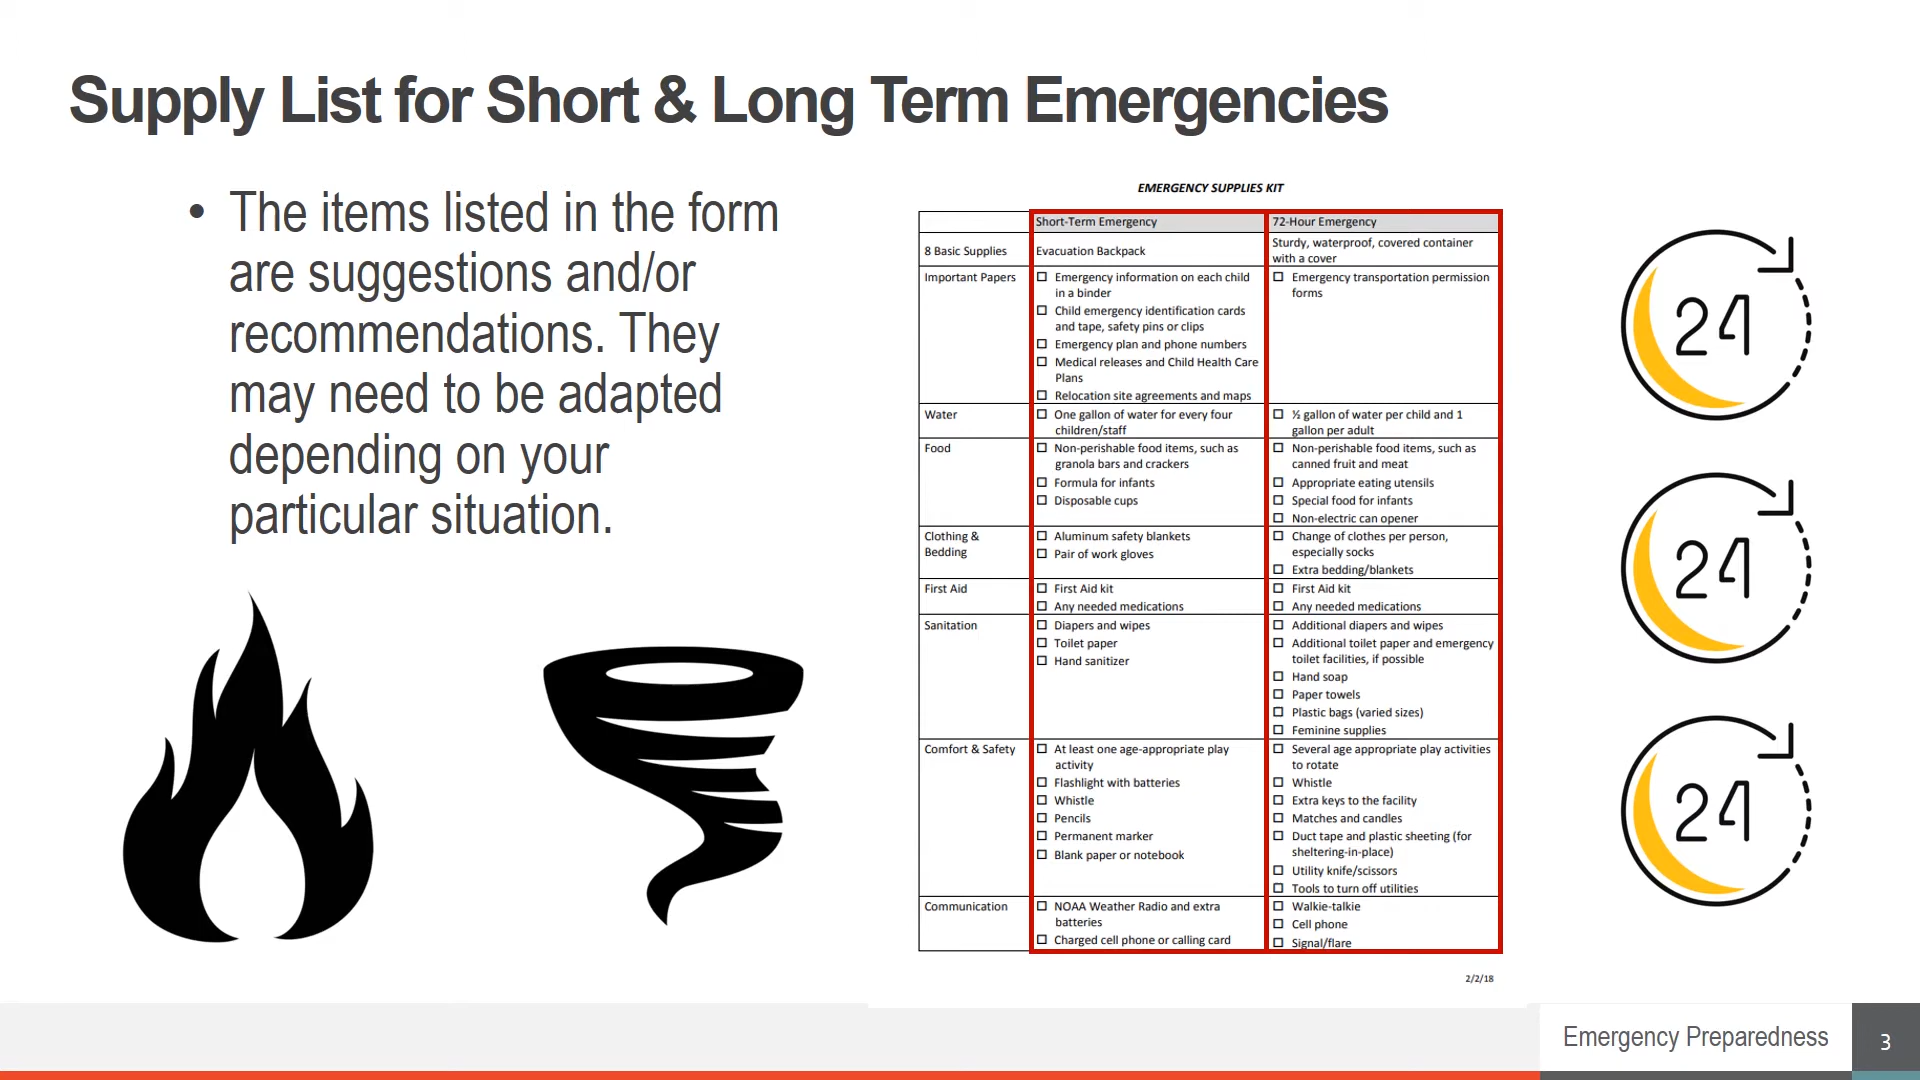 Supply List for Short & Long Term Emergencies
• The items listed in the form
are suggestions and/or
recommendations. They
may need to be adapted
depending on your
particular situation.
EMERGENCY SUPPLIES KIT
Short-Term Emergency
72-Hour Emergency
8 Basic Supplies
Evacuation Backpack
Sturdy, waterproof, covered container
with a cover
Important Papers
☐ Emergency information on each child
in a binder
☐ Child emergency identification cards
and tape, safety pins or clips
☐ Emergency plan and phone numbers
☐ Medical releases and Child Health Care
Plans
☐ Relocation site agreements and maps
☐ Emergency transportation permission
forms
Water
☐ One gallon of water for every four
children/staff
☐ ½ gallon of water per child and 1
gallon per adult
Food
☐ Non-perishable food items, such as
granola bars and crackers
☐ Formula for infants
☐ Disposable cups
☐ Non-perishable food items, such as
canned fruit and meat
☐ Appropriate eating utensils
☐ Special food for infants
☐ Non-electric can opener
Clothing &
Bedding
☐ Aluminum safety blankets
☐ Pair of work gloves
☐ Change of clothes per person,
especially socks
☐ Extra bedding/blankets
First Aid
☐ First Aid kit
☐ Any needed medications
☐ First Aid kit
☐ Any needed medications
Sanitation
☐ Diapers and wipes
☐ Toilet paper
☐ Hand sanitizer
☐ Additional diapers and wipes
☐ Additional toilet paper and emergency
toilet facilities, if possible
☐ Hand soap
☐ Paper towels
☐ Plastic bags (varied sizes)
☐ Feminine supplies
Comfort & Safety
☐ At least one age-appropriate play
activity
☐ Flashlight with batteries
☐ Whistle
☐ Pencils
☐ Permanent marker
☐ Blank paper or notebook
☐ Several age appropriate play activities
to rotate
☐ Whistle
☐ Extra keys to the facility
☐ Matches and candles
☐ Duct tape and plastic sheeting (for
sheltering-in-place)
☐ Utility knife/scissors
☐ Tools to turn off utilities
Communication
☐ NOAA Weather Radio and extra
batteries
☐ Charged cell phone or calling card
☐ Walkie-talkie
☐ Cell phone
☐ Signal/flare
2/2/18
24
24
24
Emergency Preparedness
3